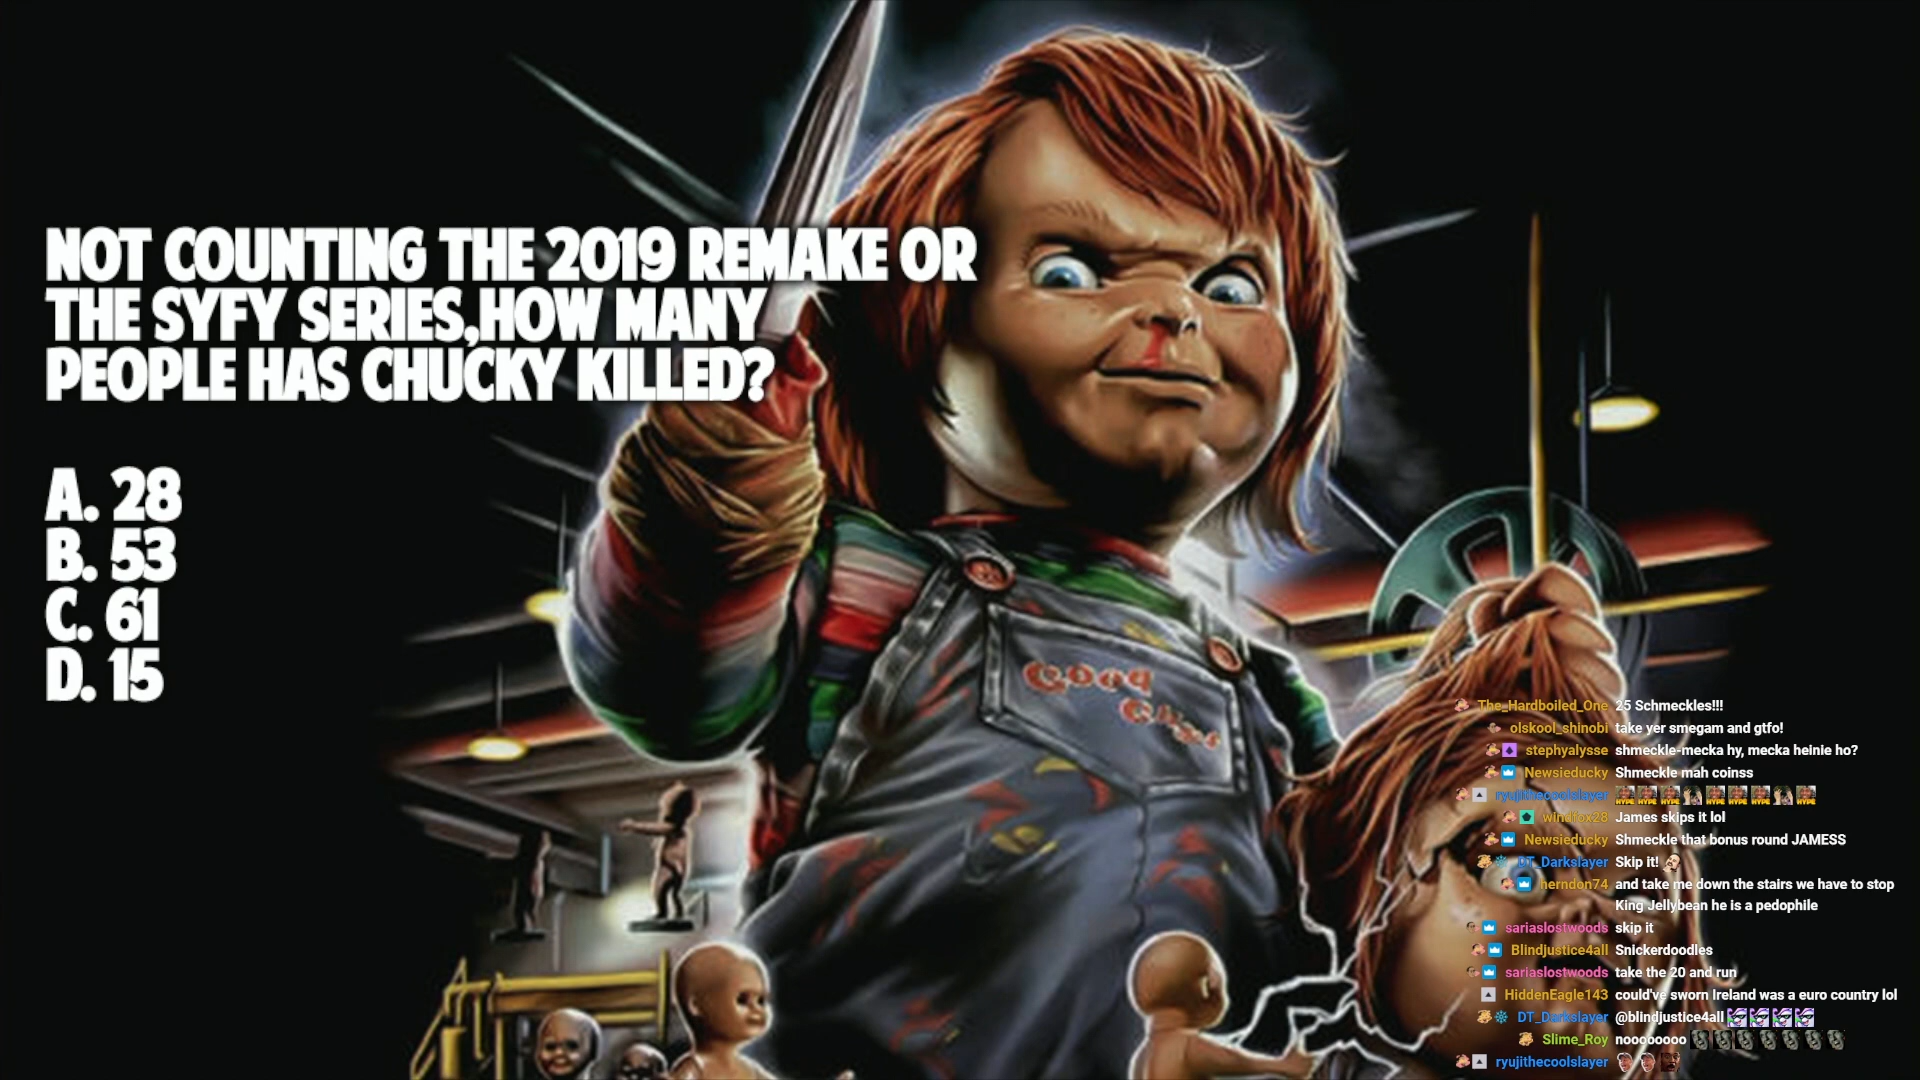 NOT COUNTING THE 2019 REMAKE OR
THE SYFY SERIES,HOW MANY
PEOPLE HAS CHUCKY KILLED?
A. 28
B. 53
C. 61
D. 15
Good
Guys
The_Hardboiled_One 25 Schmeckles!!!
olskool_shinobi take yer smegam and gtfo!
stephyalysse shmeckle-mecka hy, mecka heinie ho?
Newsieducky Shmeckle mah coinss
ryujithecoolslayer
windfox28 James skips it lol
Newsieducky Shmeckle that bonus round JAMESS
DT_Darkslayer Skip it!
herndon74 and take me down the stairs we have to stop
King Jellybean he is a pedophile
sariaslostwoods skip it
Blindjustice4all Snickerdoodles
sariaslostwoods take the 20 and run
HiddenEagle143 could've sworn Ireland was a euro country lol
DT_Darkslayer @blindjustice4all
Slime_Roy noooooooo
ryujithecoolslayer